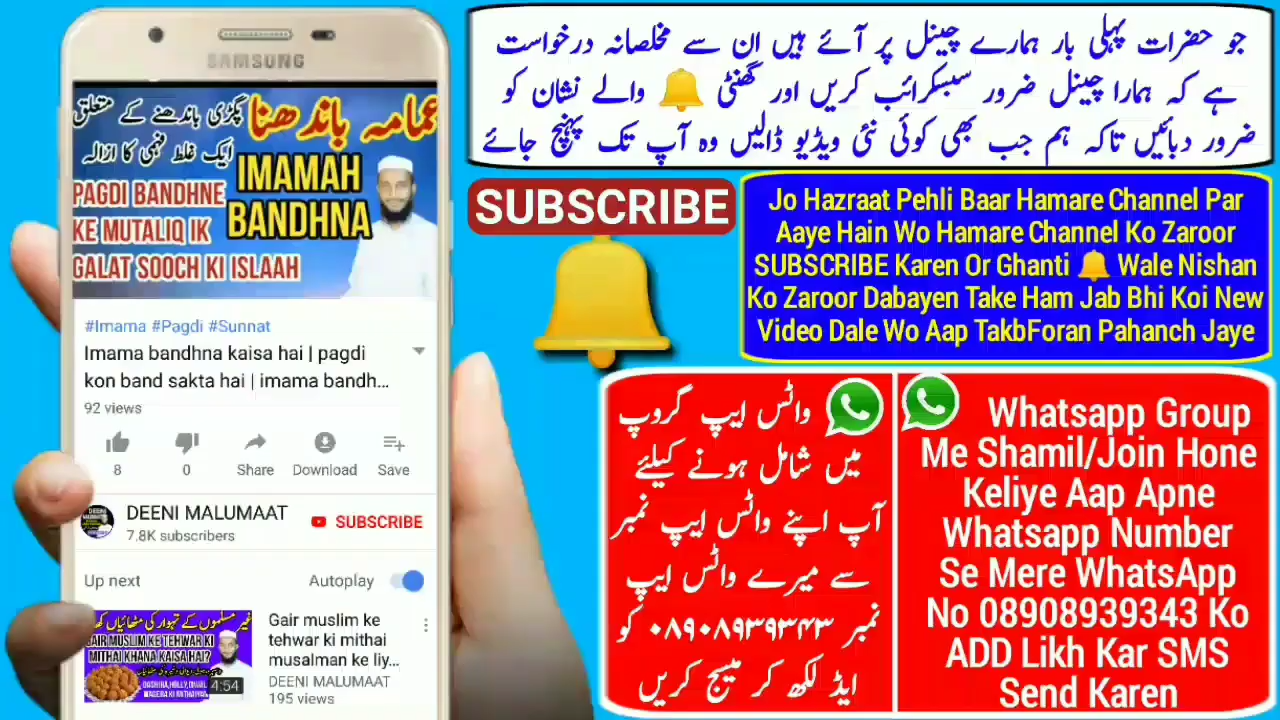 SAMSUNG
عمامہ باندھنا
پگڑی باندھنے کے متعلق
ایک غلط فہمی کا ازالہ
IMAMAH
BANDHNA
PAGDI BANDHNE
KE MUTALIQ IK
GALAT SOOCH KI ISLAAH
#Imama #Pagdi #Sunnat
Imama bandhna kaisa hai | pagdi
kon band sakta hai | imama bandh...
92 views
8
0
Share
Download
Save
DEENI MALUMAAT
7.8K subscribers
SUBSCRIBE
Up next
Autoplay
غیر مسلموں کے تہوار کی مٹھائیاں
GAIR MUSLIM KE TEHWAR KI
MITHAI KHANA KAISA HAI?
4:54
Gair muslim ke
tehwar ki mithai
musalman ke liy...
DEENI MALUMAAT
195 views
جو حضرات پہلی بار ہمارے چینل پر آئے ہیں ان سے مخلصانہ درخواست
ہے کہ ہمارا چینل ضرور سبسکرائب کریں اور گھنٹی 🔔 والے نشان کو
ضرور دبائیں تاکہ ہم جب بھی کوئی نئی ویڈیو ڈالیں وہ آپ تک پہنچ جائے
SUBSCRIBE
Jo Hazraat Pehli Baar Hamare Channel Par
Aaye Hain Wo Hamare Channel Ko Zaroor
SUBSCRIBE Karen Or Ghanti 🔔 Wale Nishan
Ko Zaroor Dabayen Take Ham Jab Bhi Koi New
Video Dale Wo Aap TakbForan Pahanch Jaye
واٹس ایپ گروپ
میں شامل ہونے کیلئے
آپ اپنے واٹس ایپ نمبر
سے میرے واٹس ایپ
نمبر ۰۸۹۰۸۹۳۹۳۴۳ کو
ایڈ لکھ کر میسج کریں
Whatsapp Group
Me Shamil/Join Hone
Keliye Aap Apne
Whatsapp Number
Se Mere WhatsApp
No 08908939343 Ko
ADD Likh Kar SMS
Send Karen